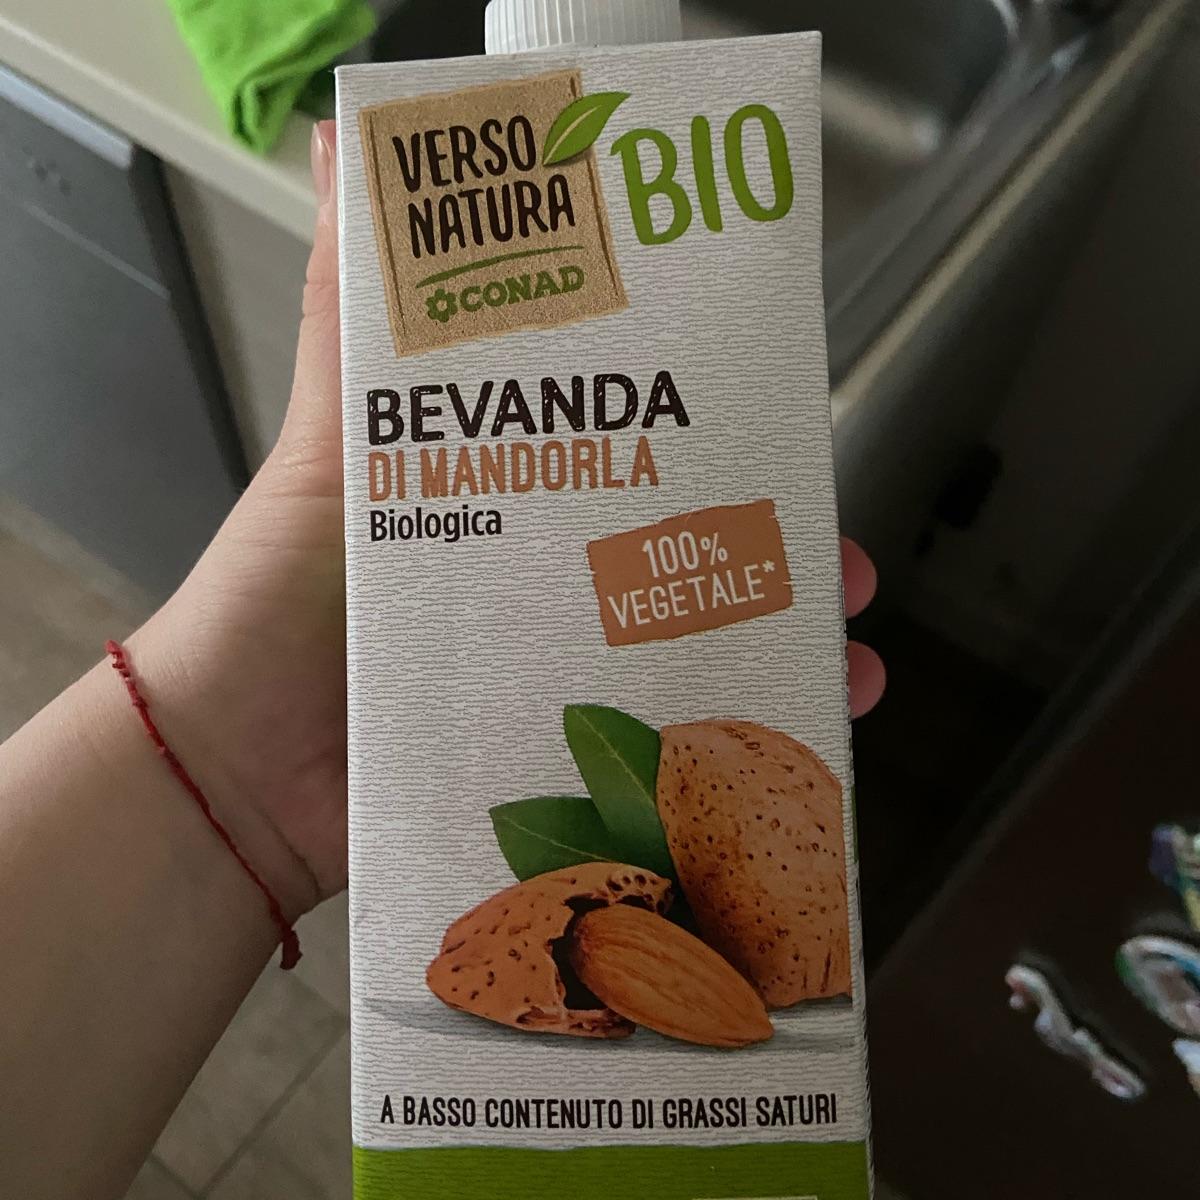 VERSO
NATURA
CONAD
BIO
BEVANDA
DI MANDORLA
Biologica
100%
VEGETALE*
A BASSO CONTENUTO DI GRASSI SATURI